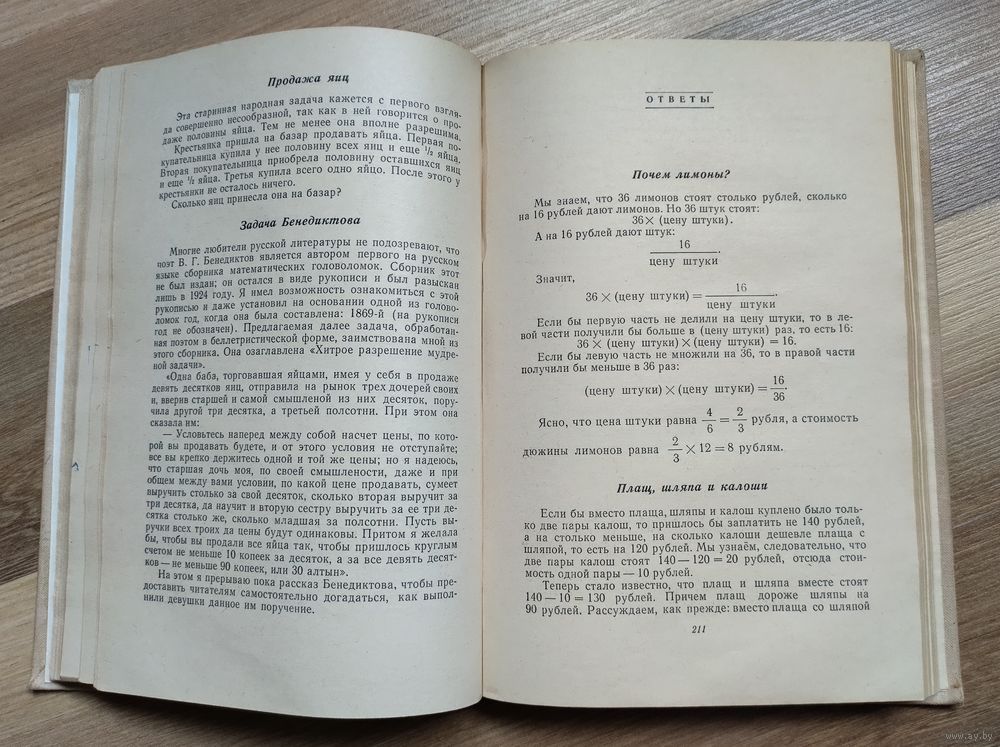 Продажа яиц
Эта старинная народная задача кажется с первого взгля-
да совершенно несообразной, так как в ней говорится о про-
даже половины яйца. Тем не менее она вполне разрешима.
Крестьянка пришла на базар продавать яйца. Первая по-
купательница купила у нее половину всех яиц и еще ½ яйца.
Вторая покупательница приобрела половину оставшихся яиц
и еще ½ яйца. Третья купила всего одно яйцо. После этого у
крестьянки не осталось ничего.
Сколько яиц принесла она на базар?
Задача Бенедиктова
Многие любители русской литературы не подозревают, что
поэт В. Г. Бенедиктов является автором первого на русском
языке сборника математических головоломок. Сборник этот
не был издан; он остался в виде рукописи и был разыскан
лишь в 1924 году. Я имел возможность ознакомиться с этой
рукописью и даже установил на основании одной из голово-
ломок год, когда она была составлена: 1869-й (на рукописи
год не обозначен). Предлагаемая далее задача, обработан-
ная поэтом в беллетристической форме, заимствована мной из
этого сборника. Она озаглавлена «Хитрое разрешение мудре-
ной задачи».
«Одна баба, торговавшая яйцами, имея у себя в продаже
девять десятков яиц, отправила на рынок трех дочерей своих
и, вверив старшей и самой смышленой из них десяток, пору-
чила другой три десятка, а третьей полсотни. При этом она
сказала им:
— Условьтесь наперед между собой насчет цены, по кото-
рой вы продавать будете, и от этого условия не отступайте;
все вы крепко держитесь одной и той же цены; но я надеюсь,
что старшая дочь моя, по своей смышлености, даже и при
общем между вами условии, по какой цене продавать, сумеет
выручить столько за свой десяток, сколько вторая выручит за
три десятка, да научит и вторую сестру выручить за ее три де-
сятка столько же, сколько младшая за полсотни. Пусть вы-
ручки всех троих да цены будут одинаковы. Притом я желала
бы, чтобы вы продали все яйца так, чтобы пришлось круглым
счетом не меньше 10 копеек за десяток, а за все девять десят-
ков — не меньше 90 копеек, или 30 алтын».
На этом я прерываю пока рассказ Бенедиктова, чтобы пре-
доставить читателям самостоятельно догадаться, как выпол-
нили девушки данное им поручение.
ОТВЕТЫ
Почем лимоны?
Мы знаем, что 36 лимонов стоят столько рублей, сколько
на 16 рублей дают лимонов. Но 36 штук стоят:
36 × (цену штуки).
А на 16 рублей дают штук:
16
цену штуки.
Значит,
36 × (цену штуки) = 16 / цену штуки.
Если бы первую часть не делили на цену штуки, то в ле-
вой части получили бы больше в (цену штуки) раз, то есть 16:
36 × (цену штуки) × (цену штуки) = 16.
Если бы левую часть не множили на 36, то в правой части
получили бы меньше в 36 раз:
(цену штуки) × (цену штуки) = 16/36.
Ясно, что цена штуки равна 4/6 = 2/3 рубля, а стоимость
дюжины лимонов равна 2/3 × 12 = 8 рублям.
Плащ, шляпа и калоши
Если бы вместо плаща, шляпы и калош куплено было толь-
ко две пары калош, то пришлось бы заплатить не 140 рублей,
а на столько меньше, на сколько калоши дешевле плаща с
шляпой, то есть на 120 рублей. Мы узнаём, следовательно, что
две пары калош стоят 140 — 120 = 20 рублей, отсюда стои-
мость одной пары — 10 рублей.
Теперь стало известно, что плащ и шляпа вместе стоят
140 — 10 = 130 рублей. Причем плащ дороже шляпы на
90 рублей. Рассуждаем, как прежде: вместо плаща со шляпой
211
www.ay.by